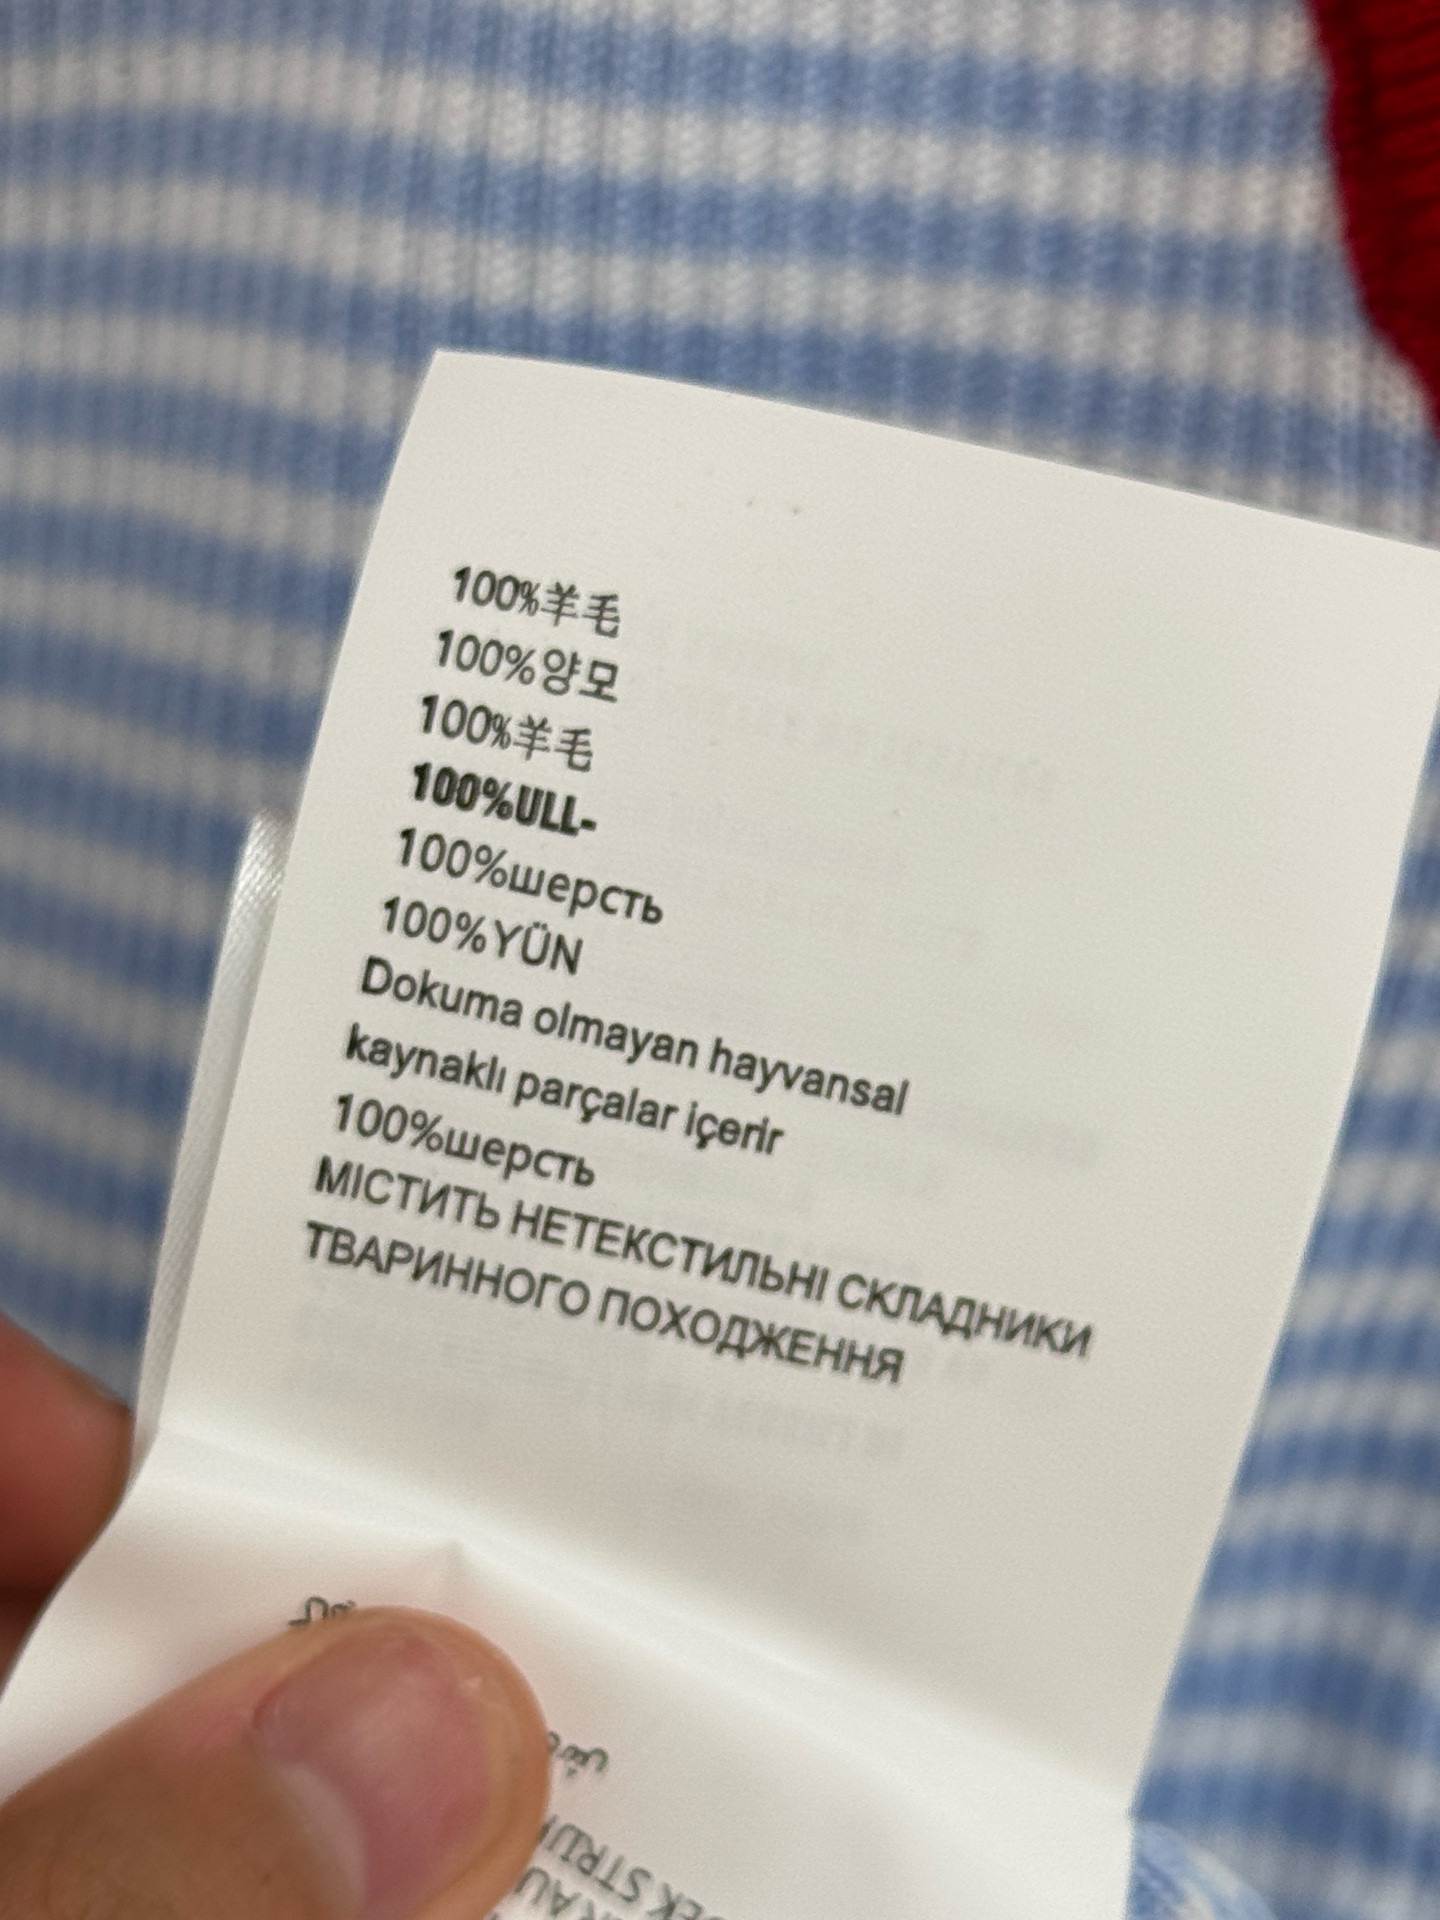 100%羊毛
100%양모
100%羊毛
100%ULL-
100%шерсть
100%YÜN
Dokuma olmayan hayvansal
kaynaklı parçalar içerir
100%шерсть
МІСТИТЬ НЕТЕКСТИЛЬНІ СКЛАДНИКИ
ТВАРИННОГО ПОХОДЖЕННЯ